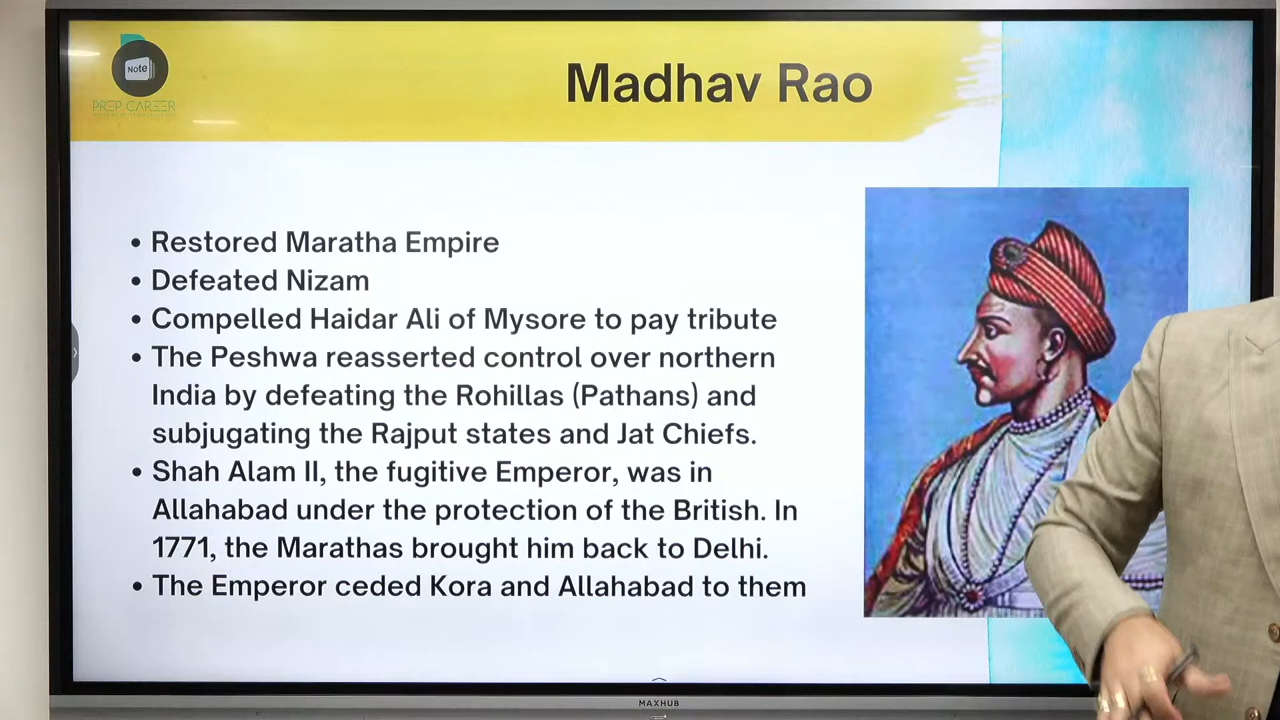 Note
PREP CAREER
Madhav Rao
• Restored Maratha Empire
• Defeated Nizam
• Compelled Haidar Ali of Mysore to pay tribute
• The Peshwa reasserted control over northern
India by defeating the Rohillas (Pathans) and
subjugating the Rajput states and Jat Chiefs.
• Shah Alam II, the fugitive Emperor, was in
Allahabad under the protection of the British. In
1771, the Marathas brought him back to Delhi.
• The Emperor ceded Kora and Allahabad to them
MAXHUB